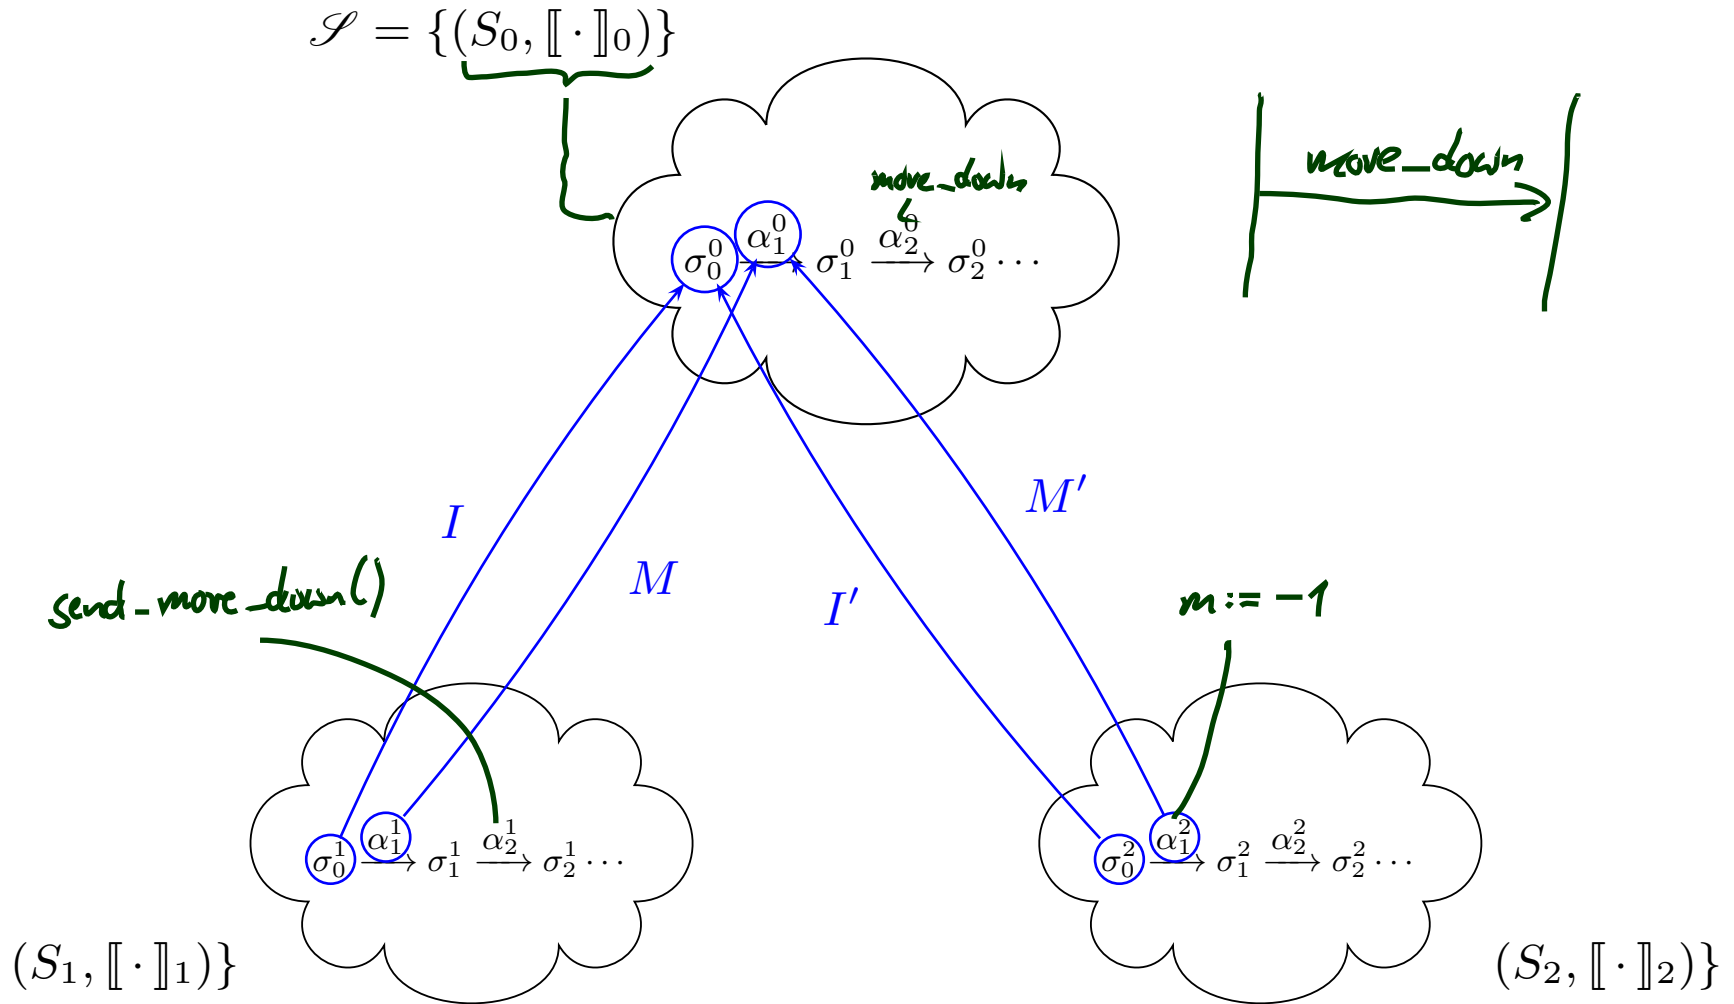 𝒮 = {(S₀, ⟦ · ⟧₀)}
move_down
move_down
σ₀⁰ α₁⁰→ σ₁⁰ α₂⁰→ σ₂⁰ ···
I
M
I′
M′
send_move_down()
m := -1
σ₀¹ α₁¹→ σ₁¹ α₂¹→ σ₂¹ ···
σ₀² α₁²→ σ₁² α₂²→ σ₂² ···
(S₁, ⟦ · ⟧₁)}
(S₂, ⟦ · ⟧₂)}